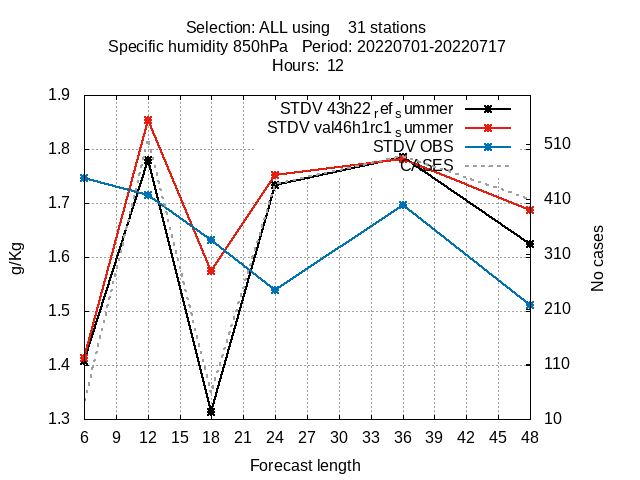 Selection: ALL using    31 stations
Specific humidity 850hPa   Period: 20220701-20220717
Hours: 12
STDV 43h22_ref_summer
STDV val46h1rc1_summer
STDV OBS
CASES
1.9
1.8
1.7
1.6
1.5
1.4
1.3
g/Kg
510
410
310
210
110
10
No cases
6 9 12 15 18 21 24 27 30 33 36 39 42 45 48
Forecast length